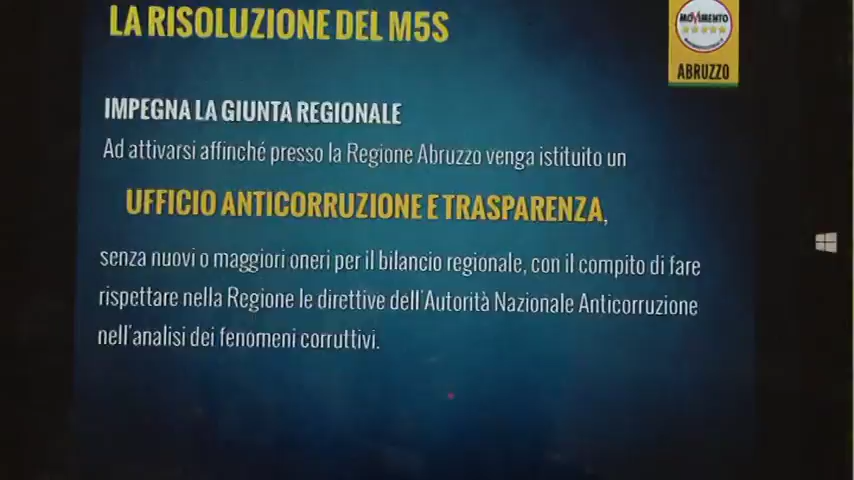 LA RISOLUZIONE DEL M5S
MOVIMENTO
ABRUZZO
IMPEGNA LA GIUNTA REGIONALE
Ad attivarsi affinché presso la Regione Abruzzo venga istituito un
UFFICIO ANTICORRUZIONE E TRASPARENZA,
senza nuovi o maggiori oneri per il bilancio regionale, con il compito di fare
rispettare nella Regione le direttive dell'Autorità Nazionale Anticorruzione
nell'analisi dei fenomeni corruttivi.